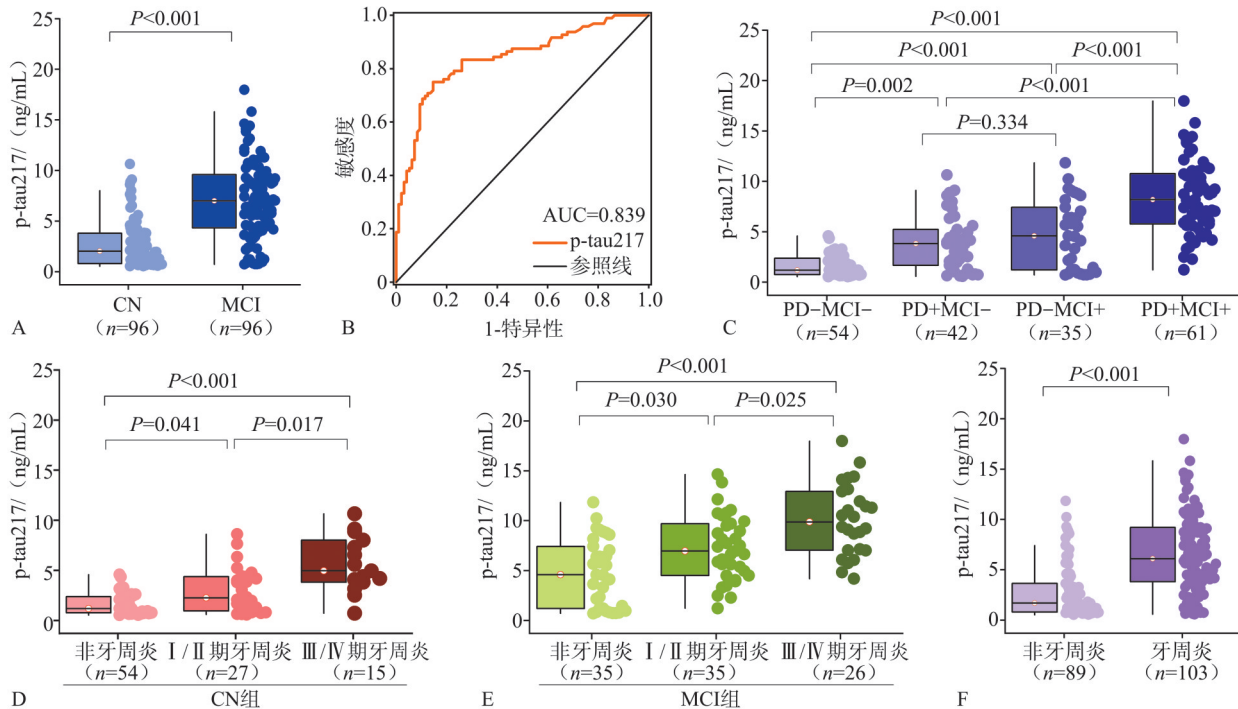 25
20
15
10
5
0
p-tau217/（ng/mL）
P<0.001
CN
（n=96）
MCI
（n=96）
A
1.0
0.8
0.6
0.4
0.2
0
敏感度
AUC=0.839
p-tau217
参照线
0
0.2
0.4
0.6
0.8
1.0
1-特异性
B
25
20
15
10
5
0
p-tau217/（ng/mL）
P<0.001
P<0.001
P<0.001
P=0.002
P<0.001
P=0.334
PD−MCI−
（n=54）
PD+MCI−
（n=42）
PD−MCI+
（n=35）
PD+MCI+
（n=61）
C
25
20
15
10
5
0
p-tau217/（ng/mL）
P<0.001
P=0.041
P=0.017
非牙周炎
（n=54）
Ⅰ/Ⅱ期牙周炎
（n=27）
Ⅲ/Ⅳ期牙周炎
（n=15）
CN组
D
25
20
15
10
5
0
p-tau217/（ng/mL）
P<0.001
P=0.030
P=0.025
非牙周炎
（n=35）
Ⅰ/Ⅱ期牙周炎
（n=35）
Ⅲ/Ⅳ期牙周炎
（n=26）
MCI组
E
25
20
15
10
5
0
p-tau217/（ng/mL）
P<0.001
非牙周炎
（n=89）
牙周炎
（n=103）
F